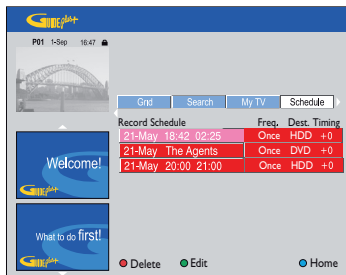 GUIDE Plus+
P01 1-Sep 16:47
Grid Search My TV Schedule
Record Schedule Freq. Dest. Timing
21-May 18:42 02:25 Once HDD +0
21-May The Agents Once DVD +0
21-May 20:00 21:00 Once HDD +0
Welcome!
GUIDE Plus+
What to do first!
GUIDE Plus+
Delete Edit Home